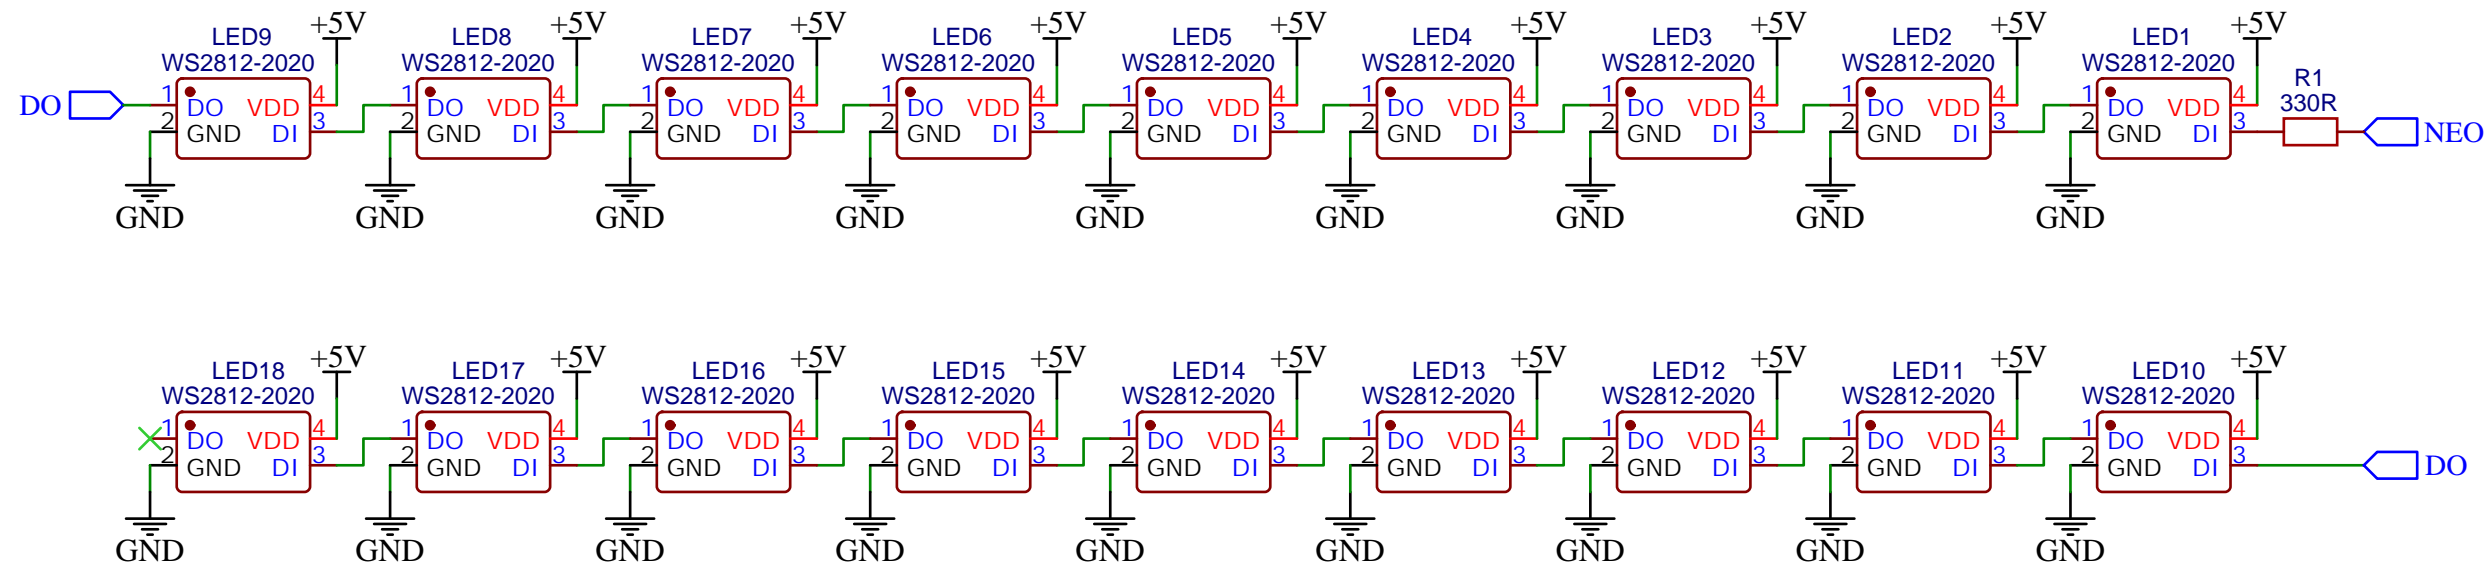 +5V +5V +5V +5V +5V +5V +5V +5V +5V
LED9 LED8 LED7 LED6 LED5 LED4 LED3 LED2 LED1
WS2812-2020 WS2812-2020 WS2812-2020 WS2812-2020 WS2812-2020 WS2812-2020 WS2812-2020 WS2812-2020 WS2812-2020
R1
330R
DO 1 DO VDD 4 1 DO VDD 4 1 DO VDD 4 1 DO VDD 4 1 DO VDD 4 1 DO VDD 4 1 DO VDD 4 1 DO VDD 4 1 DO VDD 4
2 GND DI 3 2 GND DI 3 2 GND DI 3 2 GND DI 3 2 GND DI 3 2 GND DI 3 2 GND DI 3 2 GND DI 3 2 GND DI 3 NEO
GND GND GND GND GND GND GND GND GND
+5V +5V +5V +5V +5V +5V +5V +5V +5V
LED18 LED17 LED16 LED15 LED14 LED13 LED12 LED11 LED10
WS2812-2020 WS2812-2020 WS2812-2020 WS2812-2020 WS2812-2020 WS2812-2020 WS2812-2020 WS2812-2020 WS2812-2020
1 DO VDD 4 1 DO VDD 4 1 DO VDD 4 1 DO VDD 4 1 DO VDD 4 1 DO VDD 4 1 DO VDD 4 1 DO VDD 4 1 DO VDD 4
2 GND DI 3 2 GND DI 3 2 GND DI 3 2 GND DI 3 2 GND DI 3 2 GND DI 3 2 GND DI 3 2 GND DI 3 2 GND DI 3 DO
GND GND GND GND GND GND GND GND GND